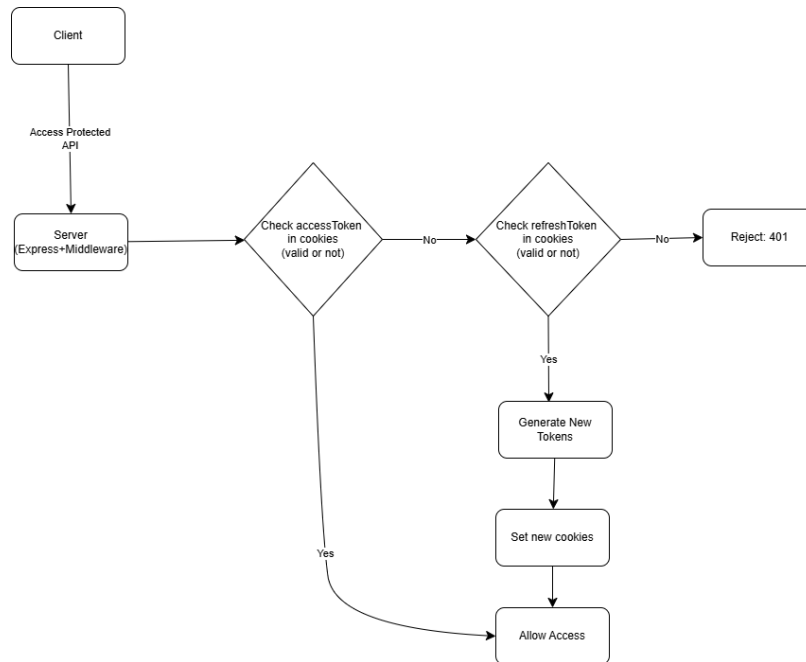 Client
Access Protected
API
Server
(Express+Middleware)
Check accessToken
in cookies
(valid or not)
No
Check refreshToken
in cookies
(valid or not)
No
Reject: 401
Yes
Generate New
Tokens
Set new cookies
Yes
Allow Access